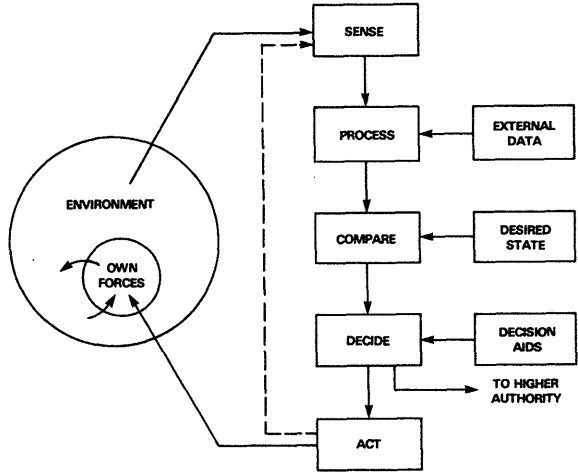 SENSE
PROCESS
EXTERNAL
DATA
ENVIRONMENT
COMPARE
DESIRED
STATE
OWN
FORCES
DECIDE
DECISION
AIDS
TO HIGHER
AUTHORITY
ACT